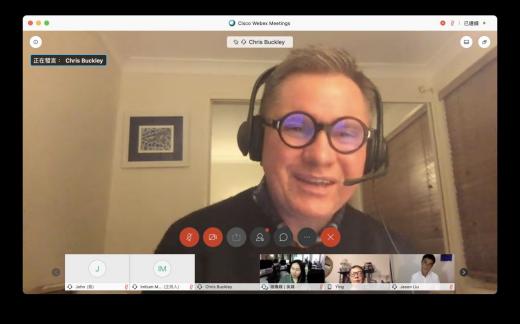 Cisco Webex Meetings
已連線
Chris Buckley
正在發言： Chris Buckley
J
IM
John (我)
Initium M... (主持人)
Chris Buckley
Ying
Jason Liu